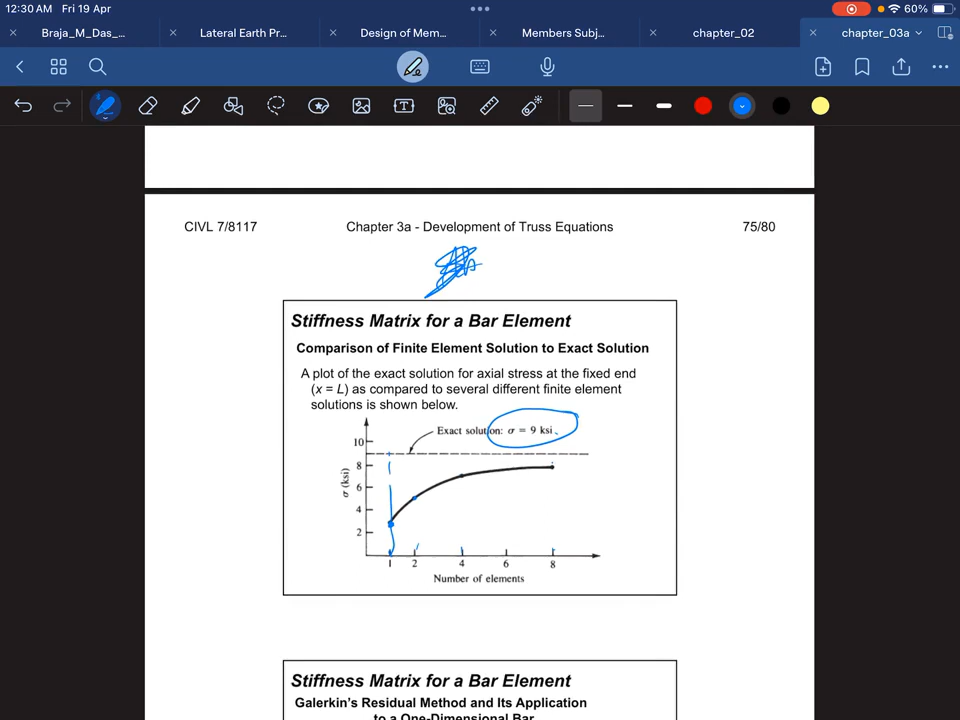 12:30 AM Fri 19 Apr
60%
Braja_M_Das_...
Lateral Earth Pr...
Design of Mem...
Members Subj...
chapter_02
chapter_03a
CIVL 7/8117
Chapter 3a - Development of Truss Equations
75/80
Stiffness Matrix for a Bar Element
Comparison of Finite Element Solution to Exact Solution
A plot of the exact solution for axial stress at the fixed end
(x = L) as compared to several different finite element
solutions is shown below.
Exact solution: σ = 9 ksi
10
8
6
4
2
σ (ksi)
1 2 4 6 8
Number of elements
Stiffness Matrix for a Bar Element
Galerkin's Residual Method and Its Application
to a One-Dimensional Bar